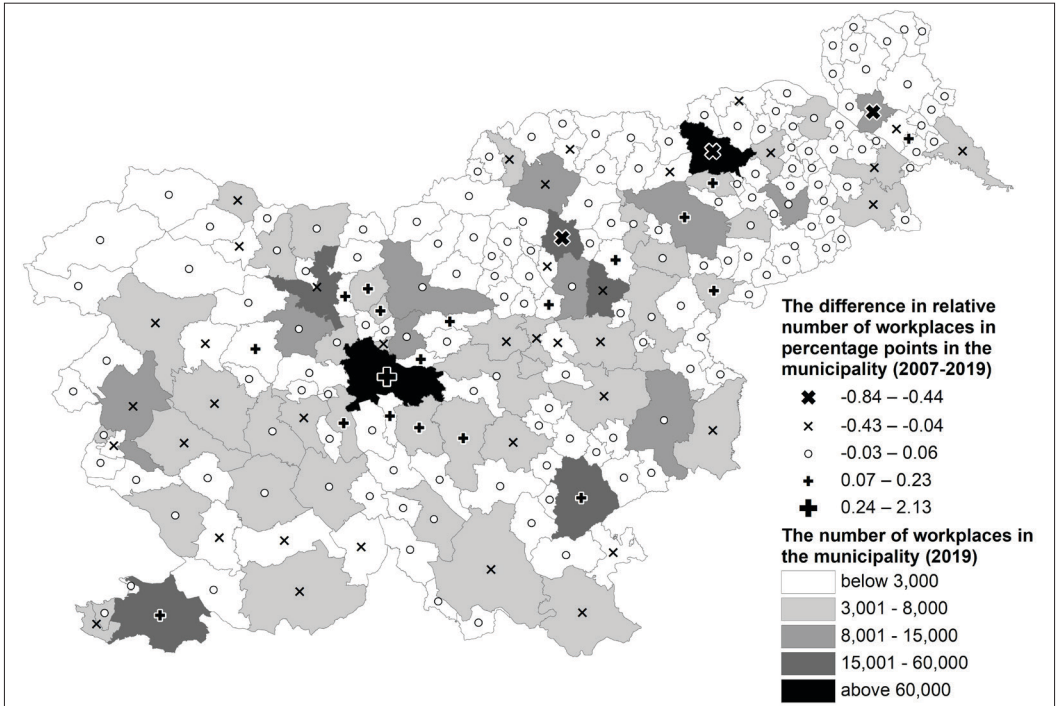 The difference in relative
number of workplaces in
percentage points in the
municipality (2007-2019)
-0.84 – -0.44
-0.43 – -0.04
-0.03 – 0.06
0.07 – 0.23
0.24 – 2.13
The number of workplaces in
the municipality (2019)
below 3,000
3,001 - 8,000
8,001 - 15,000
15,001 - 60,000
above 60,000